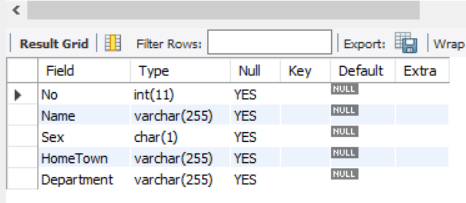 Result Grid Filter Rows: Export: Wrap
Field Type Null Key Default Extra
No int(11) YES NULL
Name varchar(255) YES NULL
Sex char(1) YES NULL
HomeTown varchar(255) YES NULL
Department varchar(255) YES NULL